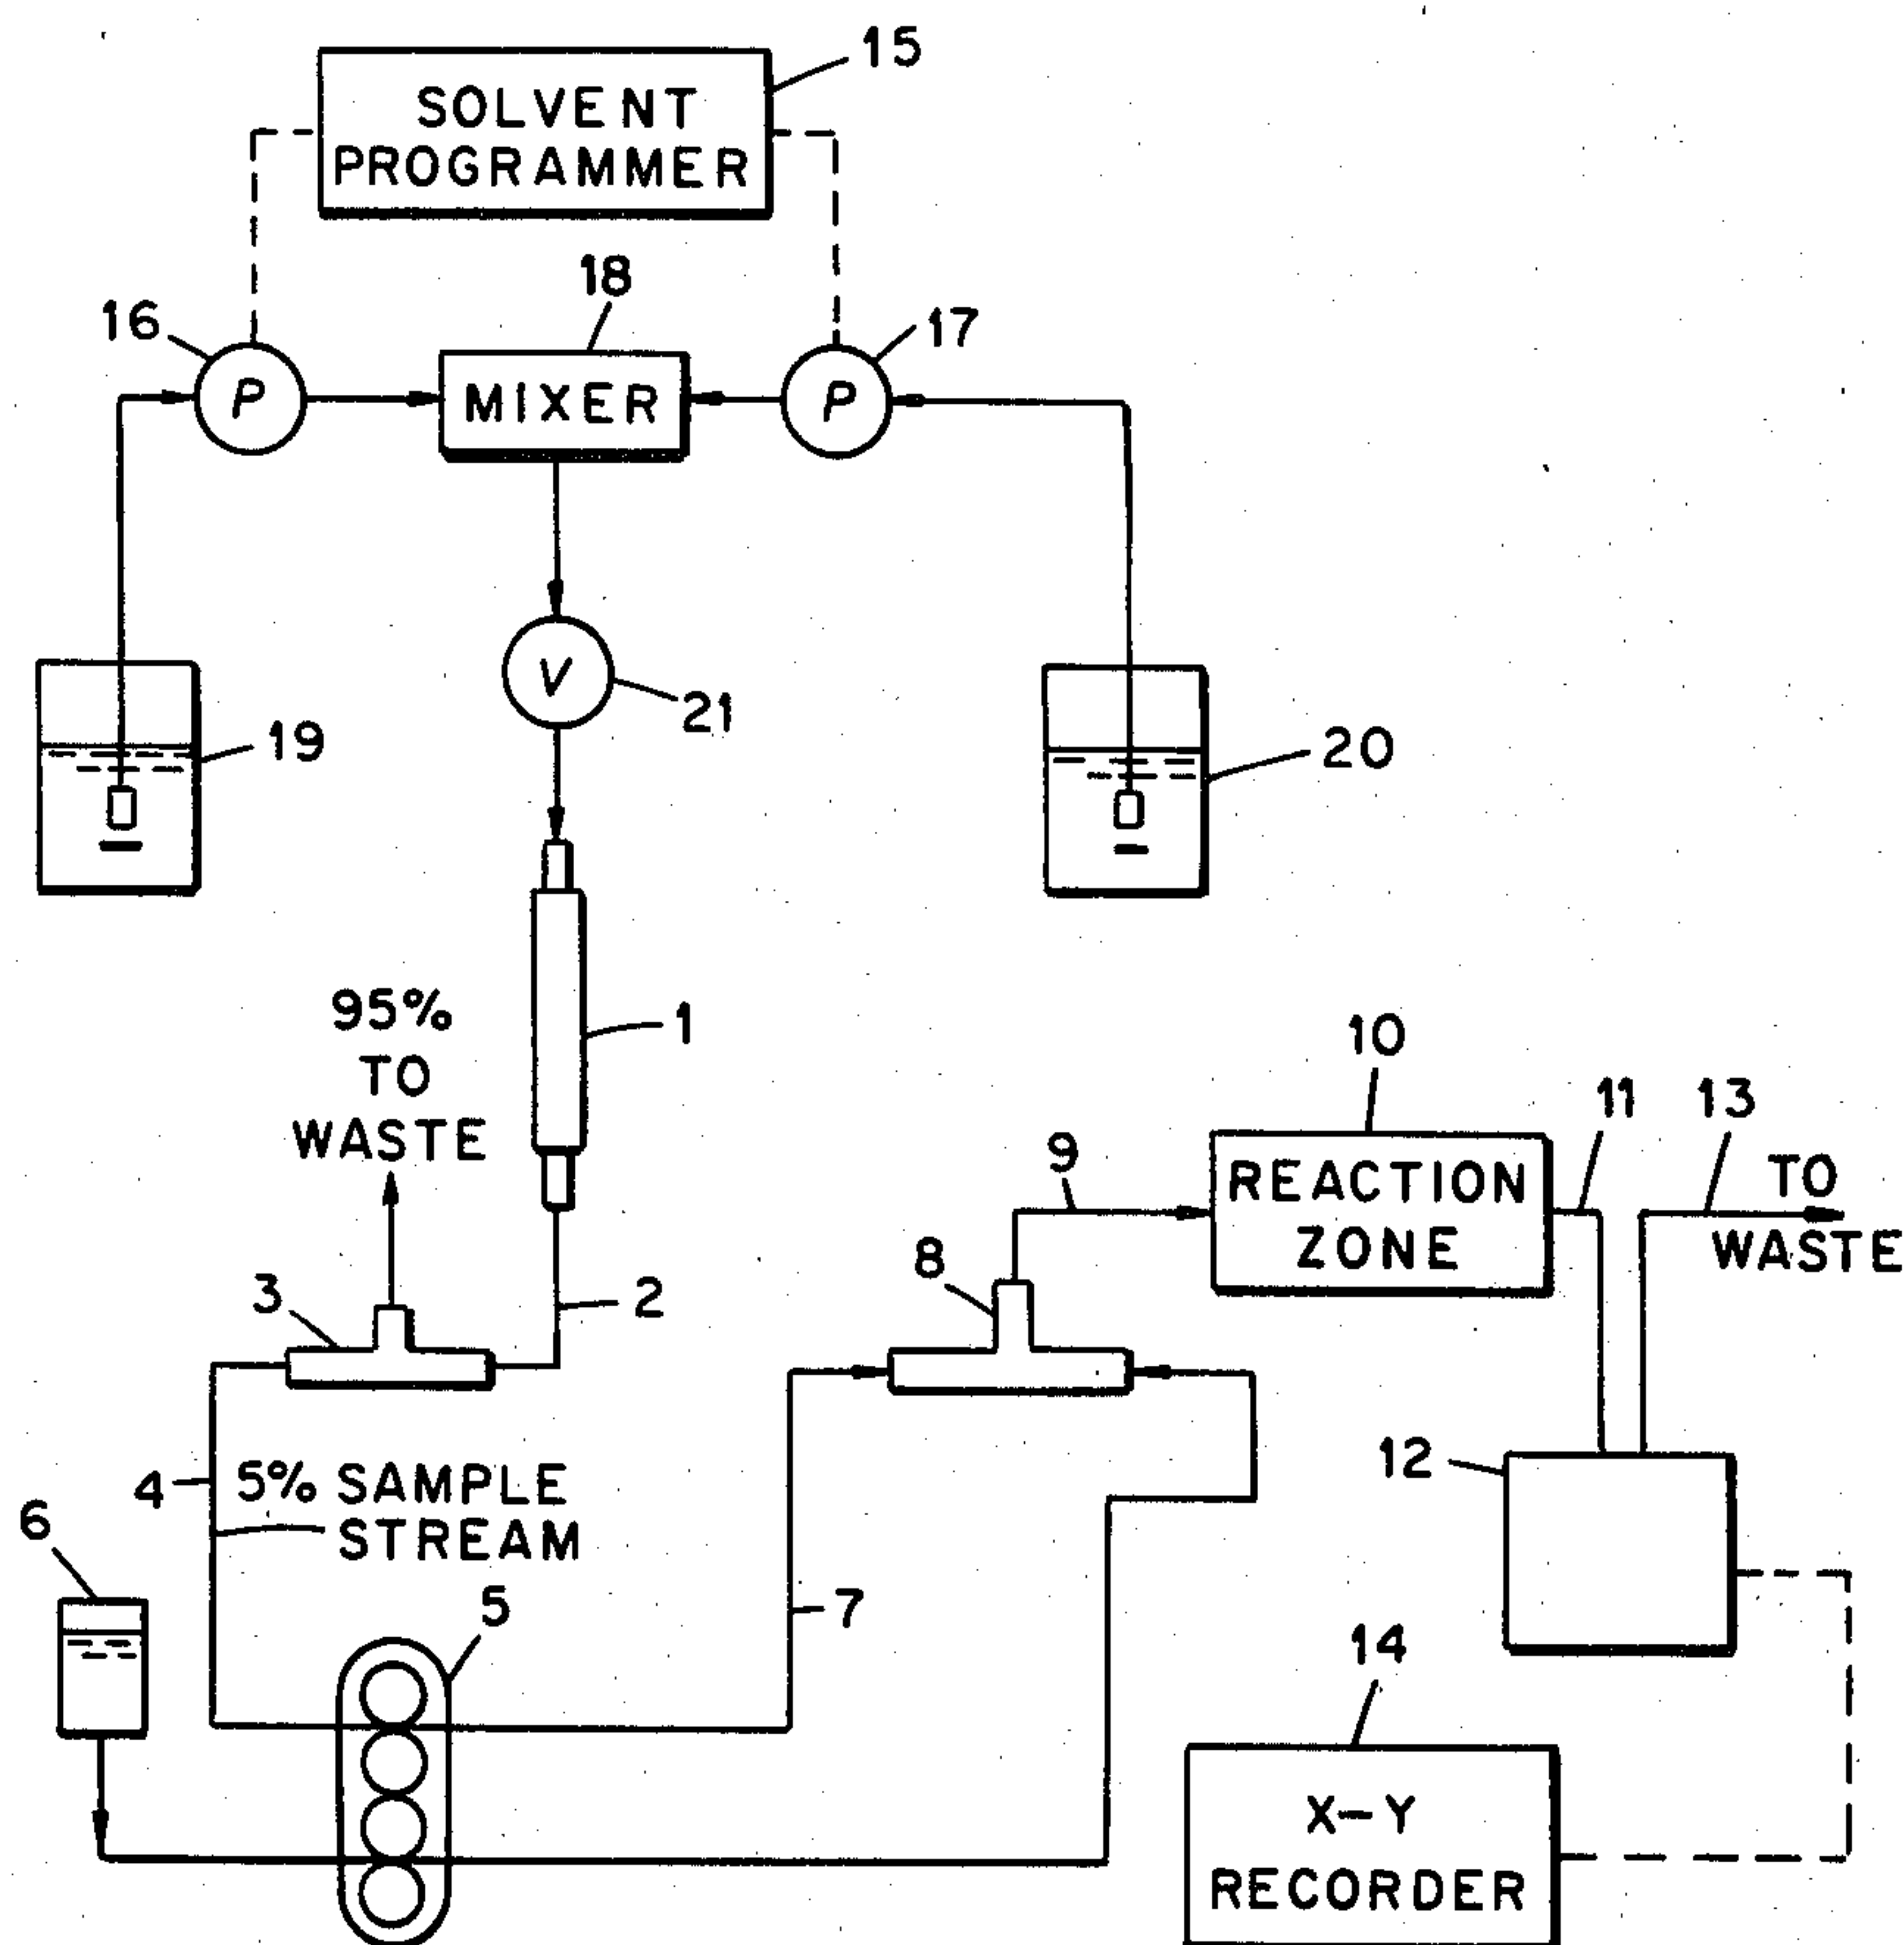 15
SOLVENT
PROGRAMMER
18
16
17
P
MIXER
P
V
21
19
20
95%
TO
WASTE
1
10
11
13
9
REACTION
ZONE
TO
WASTE
8
3
2
12
4
5% SAMPLE
STREAM
6
5
7
14
X-Y
RECORDER